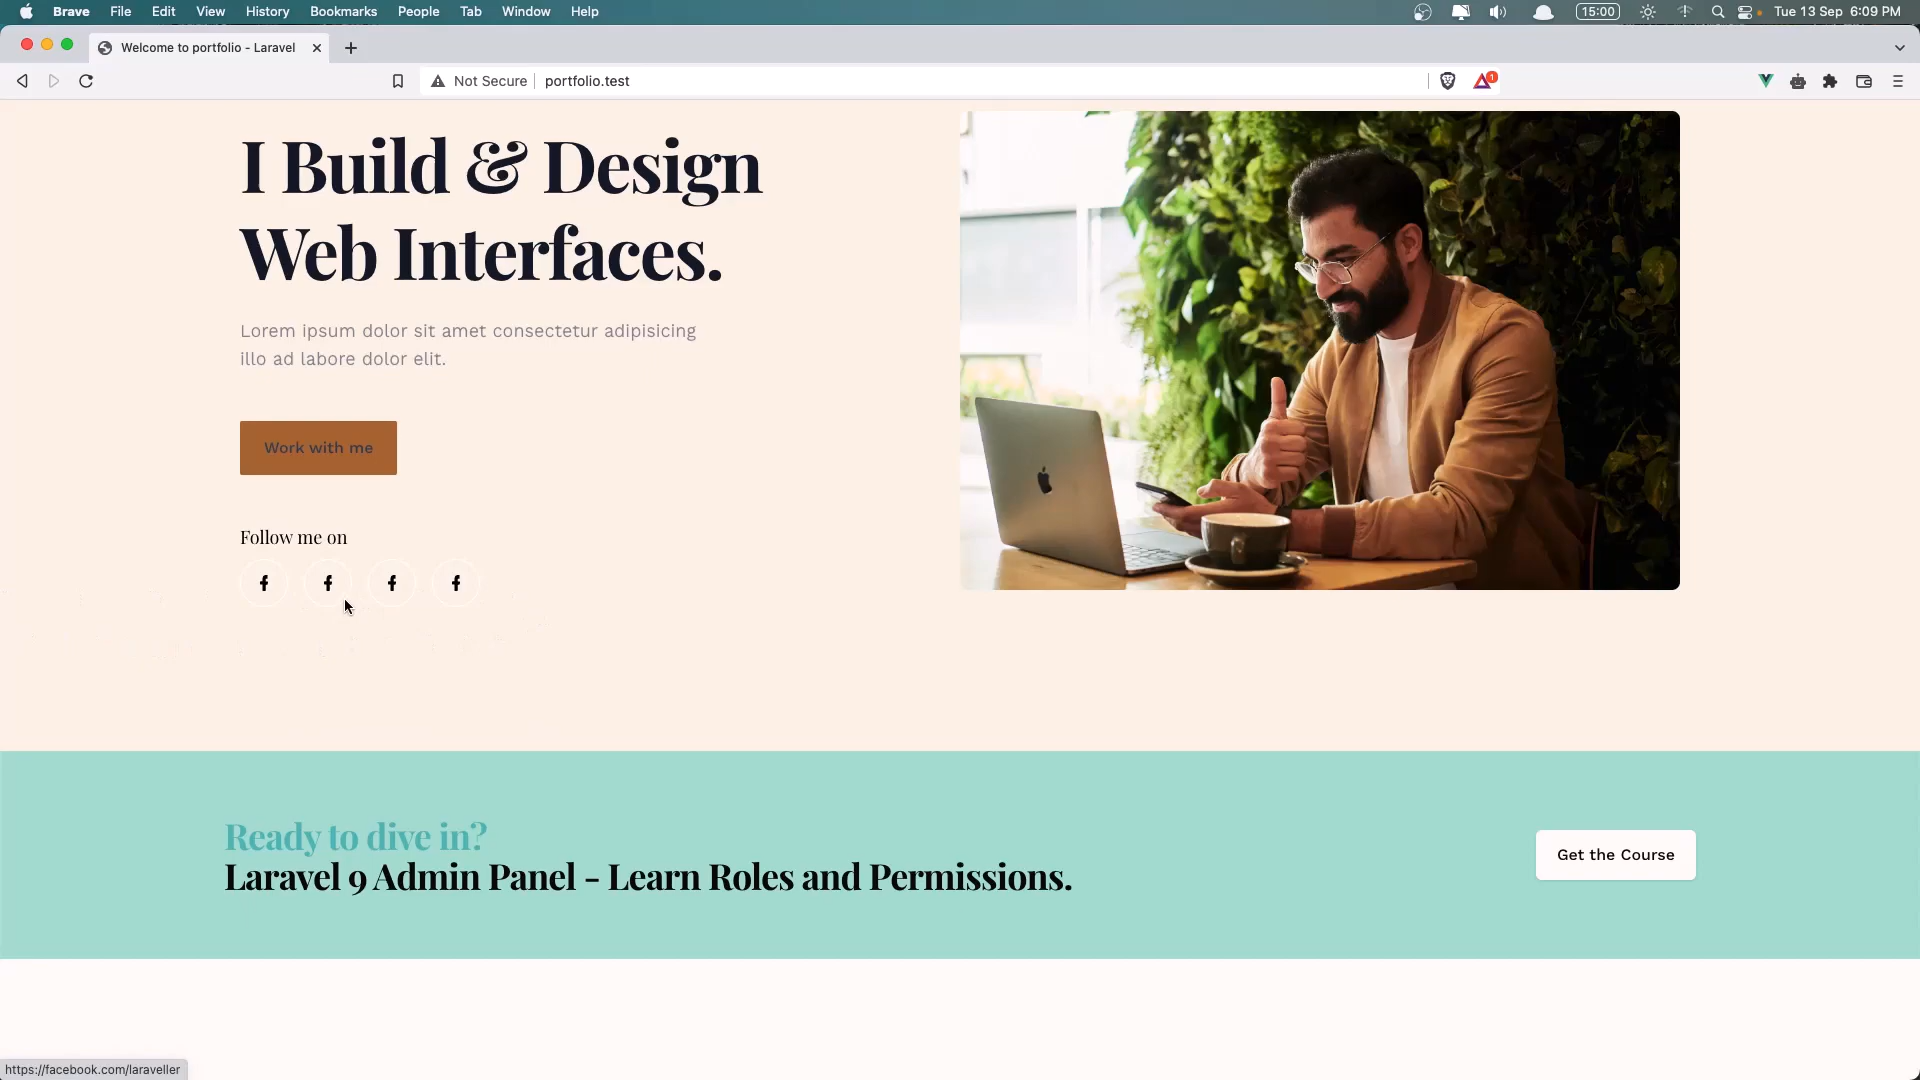 Brave File Edit View History Bookmarks People Tab Window Help 15:00 Tue 13 Sep 6:09 PM
Welcome to portfolio - Laravel
Not Secure portfolio.test 1
I Build & Design
Web Interfaces.
Lorem ipsum dolor sit amet consectetur adipisicing
illo ad labore dolor elit.
Work with me
Follow me on
Ready to dive in?
Laravel 9 Admin Panel - Learn Roles and Permissions.
Get the Course
https://facebook.com/laraveller